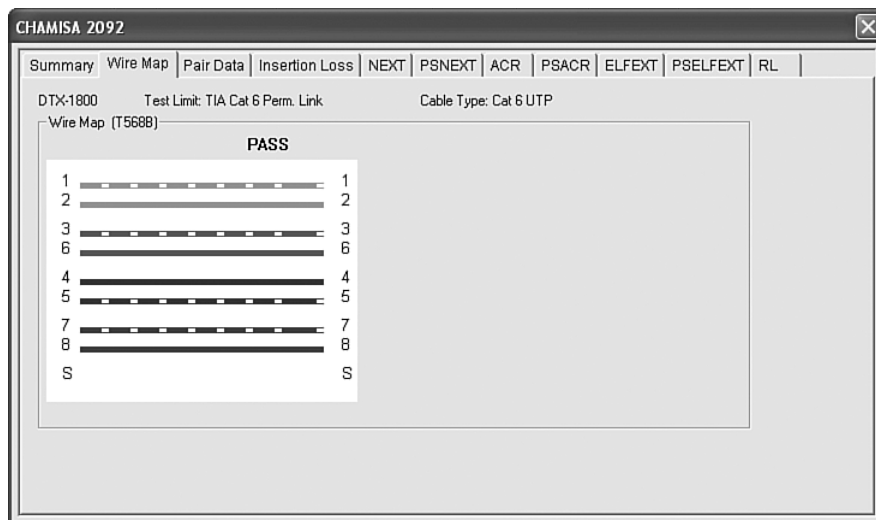 CHAMISA 2092
Summary Wire Map Pair Data Insertion Loss NEXT PSNEXT ACR PSACR ELFEXT PSELFEXT RL
DTX-1800 Test Limit: TIA Cat 6 Perm. Link Cable Type: Cat 6 UTP
Wire Map (T568B)
PASS
1 1
2 2
3 3
6 6
4 4
5 5
7 7
8 8
S S